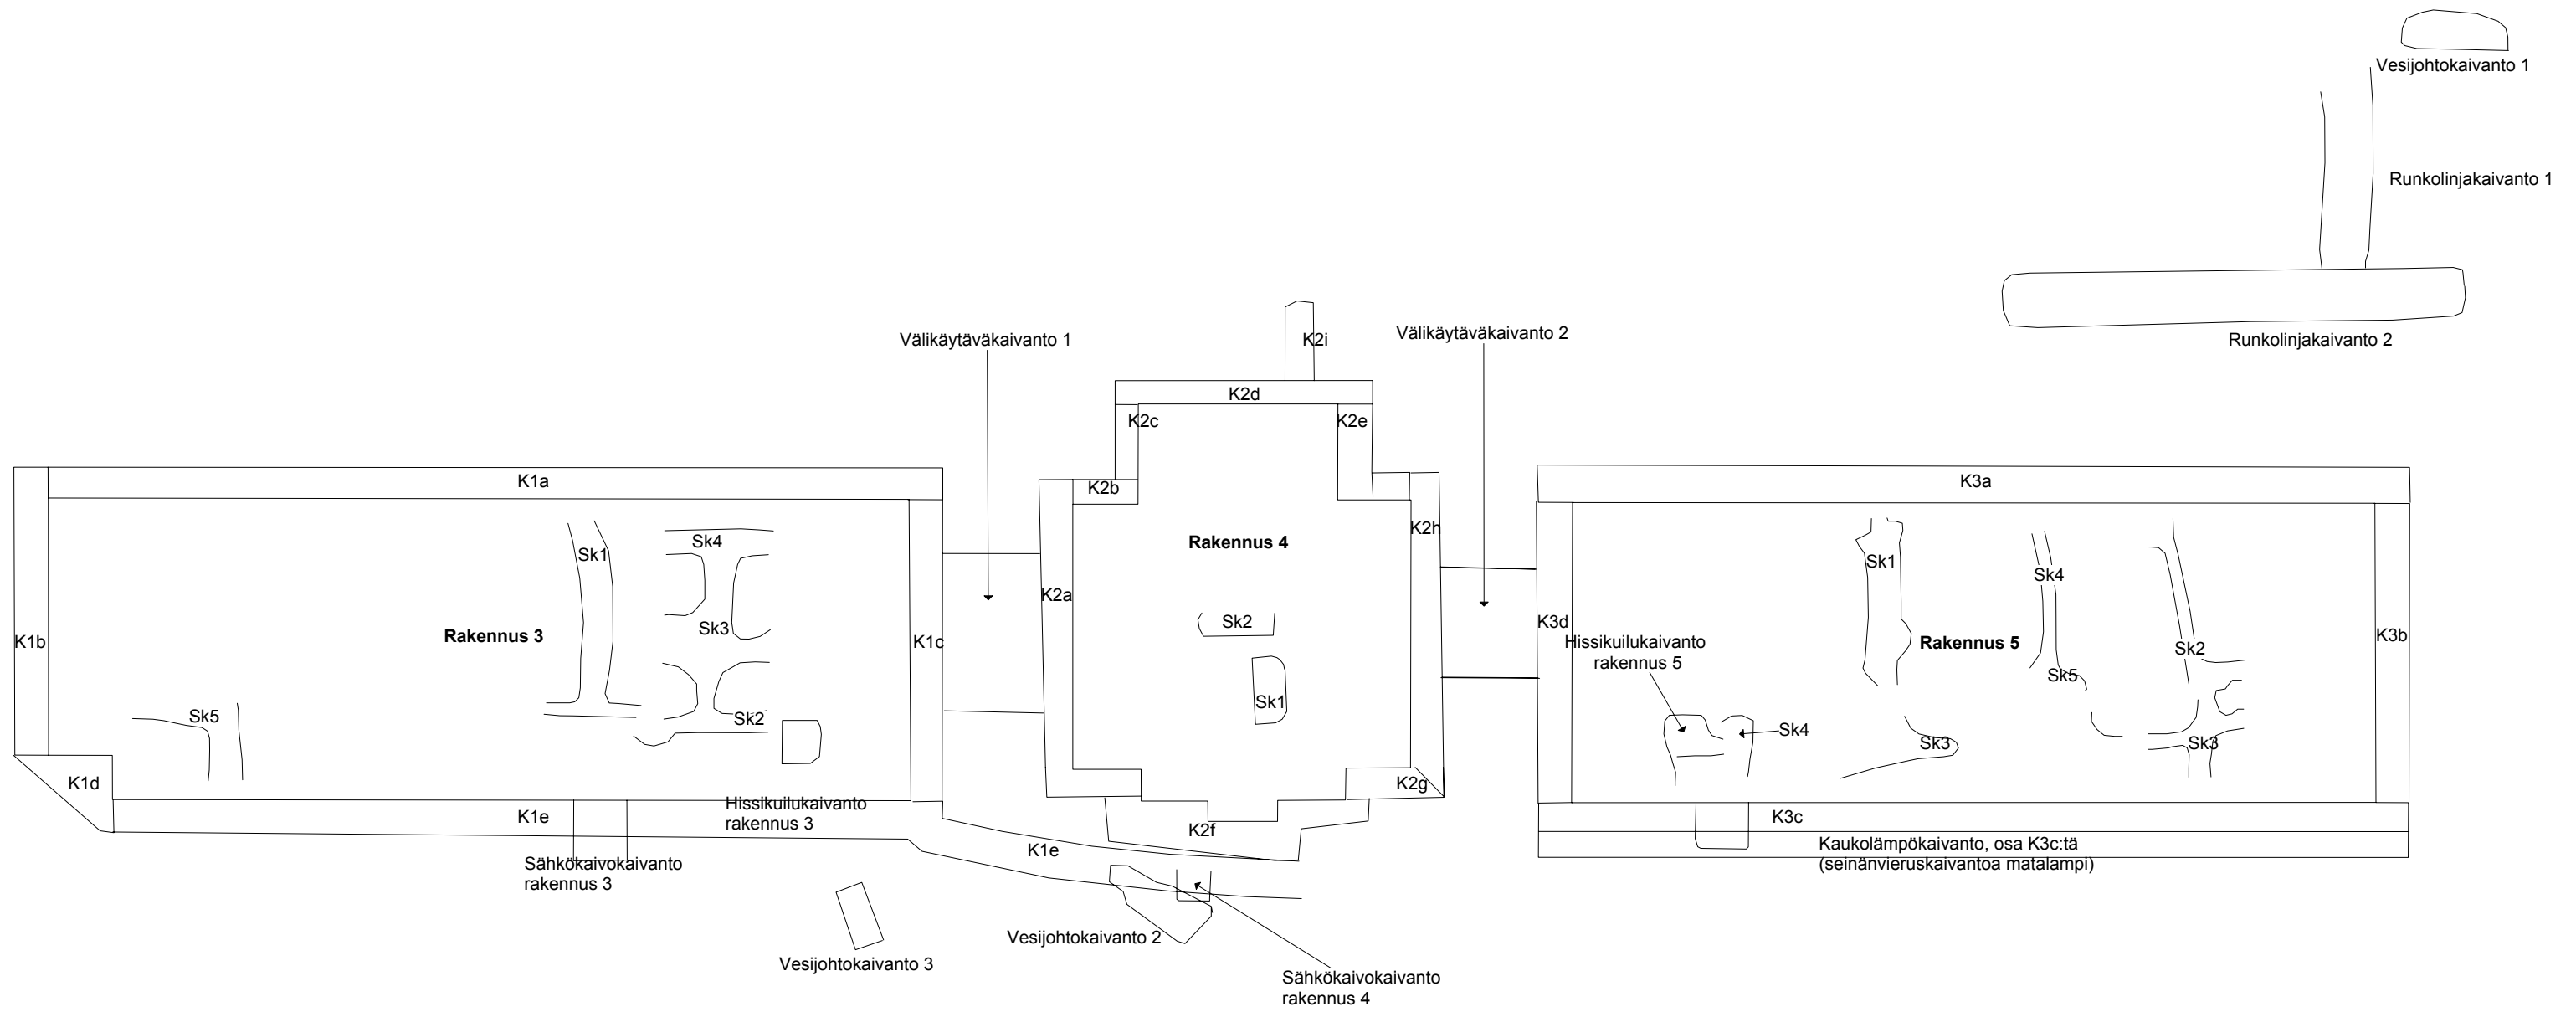 Vesijohtokaivanto 1
Runkolinjakaivanto 1
Runkolinjakaivanto 2
Välikäytäväkaivanto 1
K2i
Välikäytäväkaivanto 2
K2d
K2c
K2e
K1a
K2b
K3a
K2h
Sk1
Sk4
Rakennus 4
Sk1
Sk4
K1b
Rakennus 3
Sk3
K1c
K2a
Sk2
K3d
Hissikuilukaivanto
rakennus 5
Rakennus 5
Sk2
K3b
Sk5
Sk5
Sk2
Sk1
Sk4
Sk3
Sk3
K1d
K2g
K1e
Hissikuilukaivanto
rakennus 3
K2f
K3c
Sähkökaivokaivanto
rakennus 3
K1e
Kaukolämpökaivanto, osa K3c:tä
(seinänvieruskaivantoa matalampi)
Vesijohtokaivanto 2
Vesijohtokaivanto 3
Sähkökaivokaivanto
rakennus 4